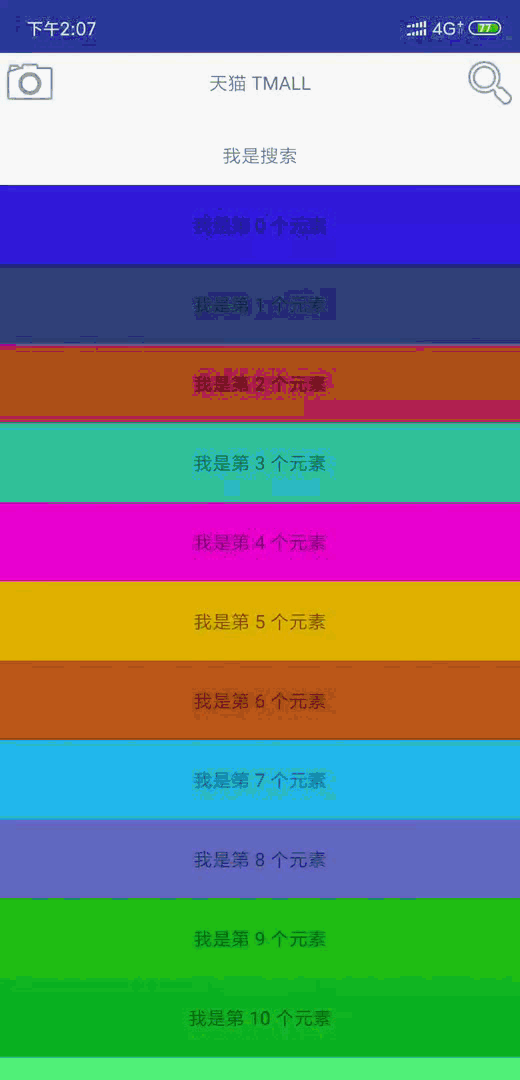 下午2:07
4G
77
天猫 TMALL
我是搜索
我是第 0 个元素
我是第 1 个元素
我是第 2 个元素
我是第 3 个元素
我是第 4 个元素
我是第 5 个元素
我是第 6 个元素
我是第 7 个元素
我是第 8 个元素
我是第 9 个元素
我是第 10 个元素